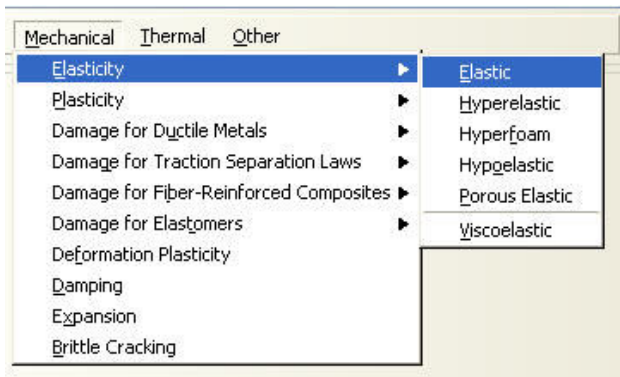 Mechanical Thermal Other
Elasticity
Plasticity
Damage for Ductile Metals
Damage for Traction Separation Laws
Damage for Fiber-Reinforced Composites
Damage for Elastomers
Deformation Plasticity
Damping
Expansion
Brittle Cracking
Elastic
Hyperelastic
Hyperfoam
Hypoelastic
Porous Elastic
Viscoelastic